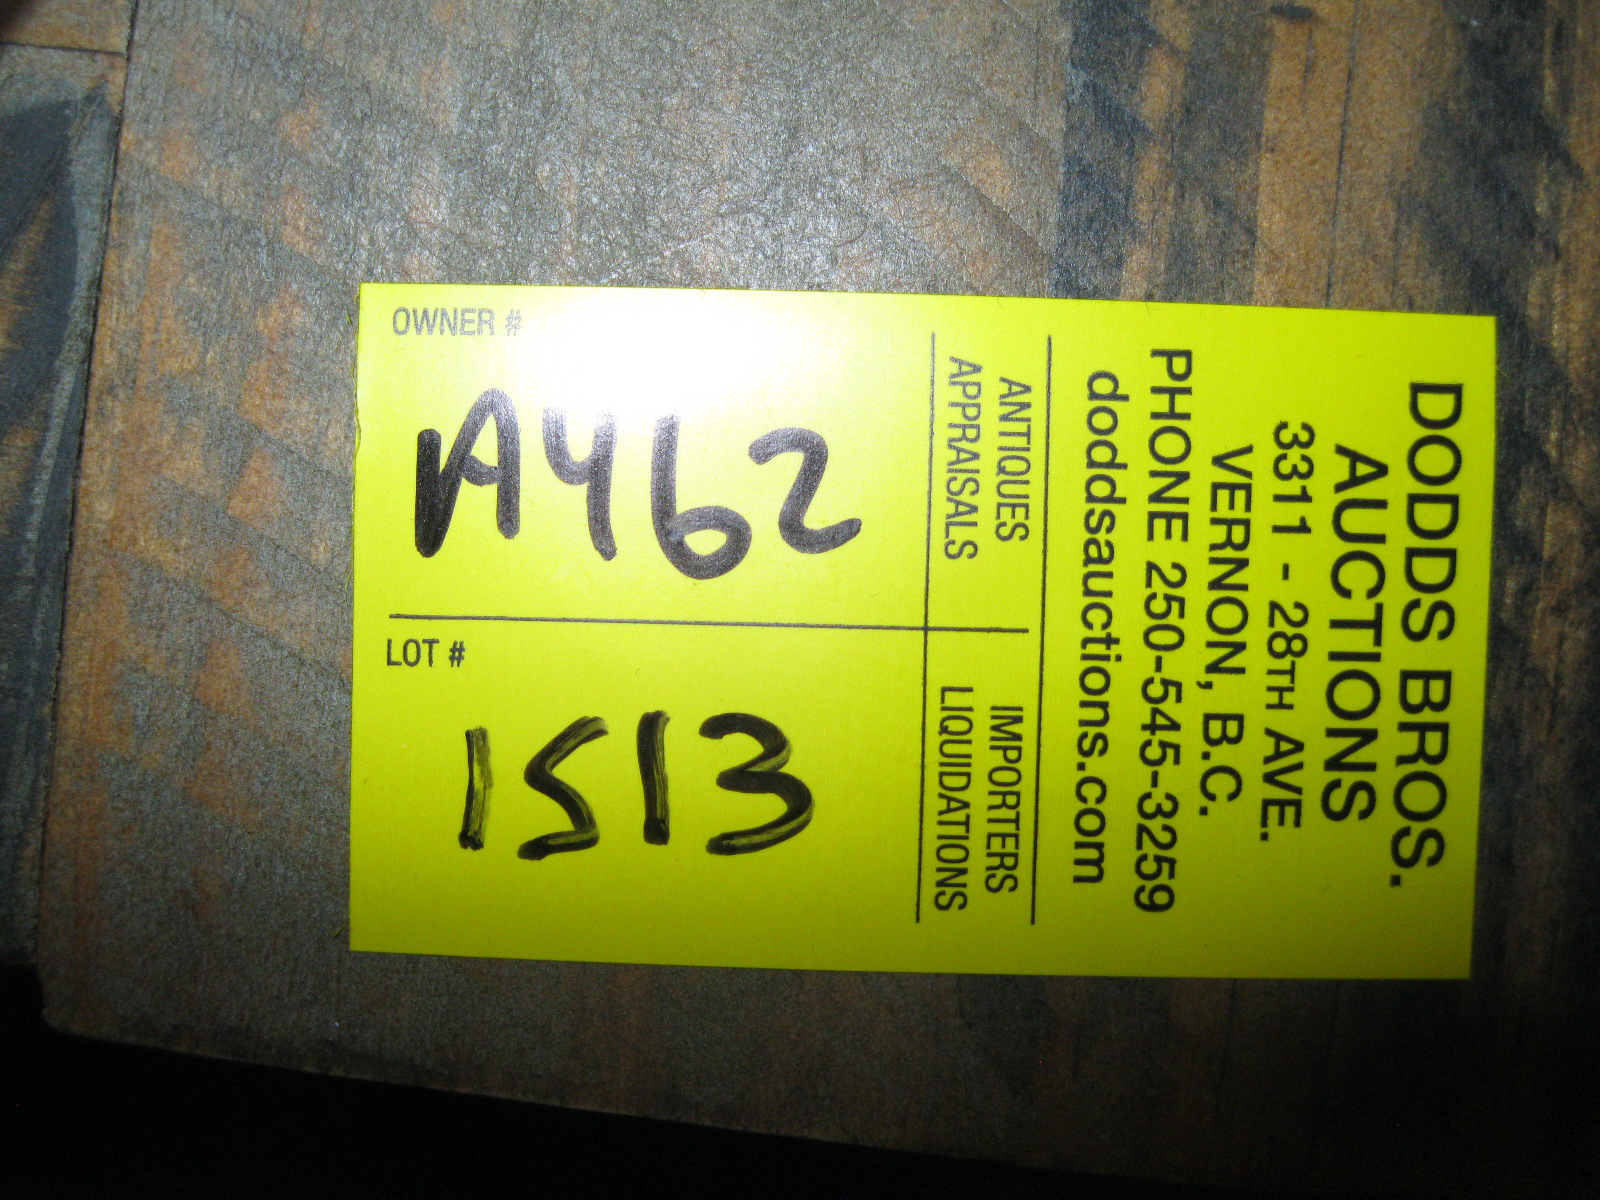 DODDS BROS.
AUCTIONS
3311 - 28TH AVE.
VERNON, B.C.
PHONE 250-545-3259
doddsauctions.com
ANTIQUES
APPRAISALS
IMPORTERS
LIQUIDATIONS
OWNER #
A462
LOT #
1513